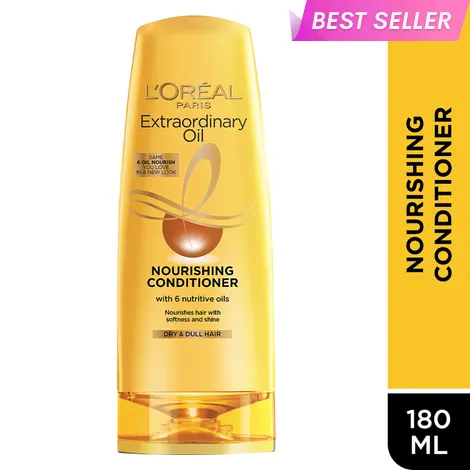 BEST SELLER
L'ORÉAL
PARIS
Extraordinary
Oil
SAME
6 OIL NOURISH
YOU LOVE
IN A NEW LOOK
NOURISHING
CONDITIONER
with 6 nutritive oils
Nourishes hair with
softness and shine
DRY & DULL HAIR
NOURISHING
CONDITIONER
180
ML